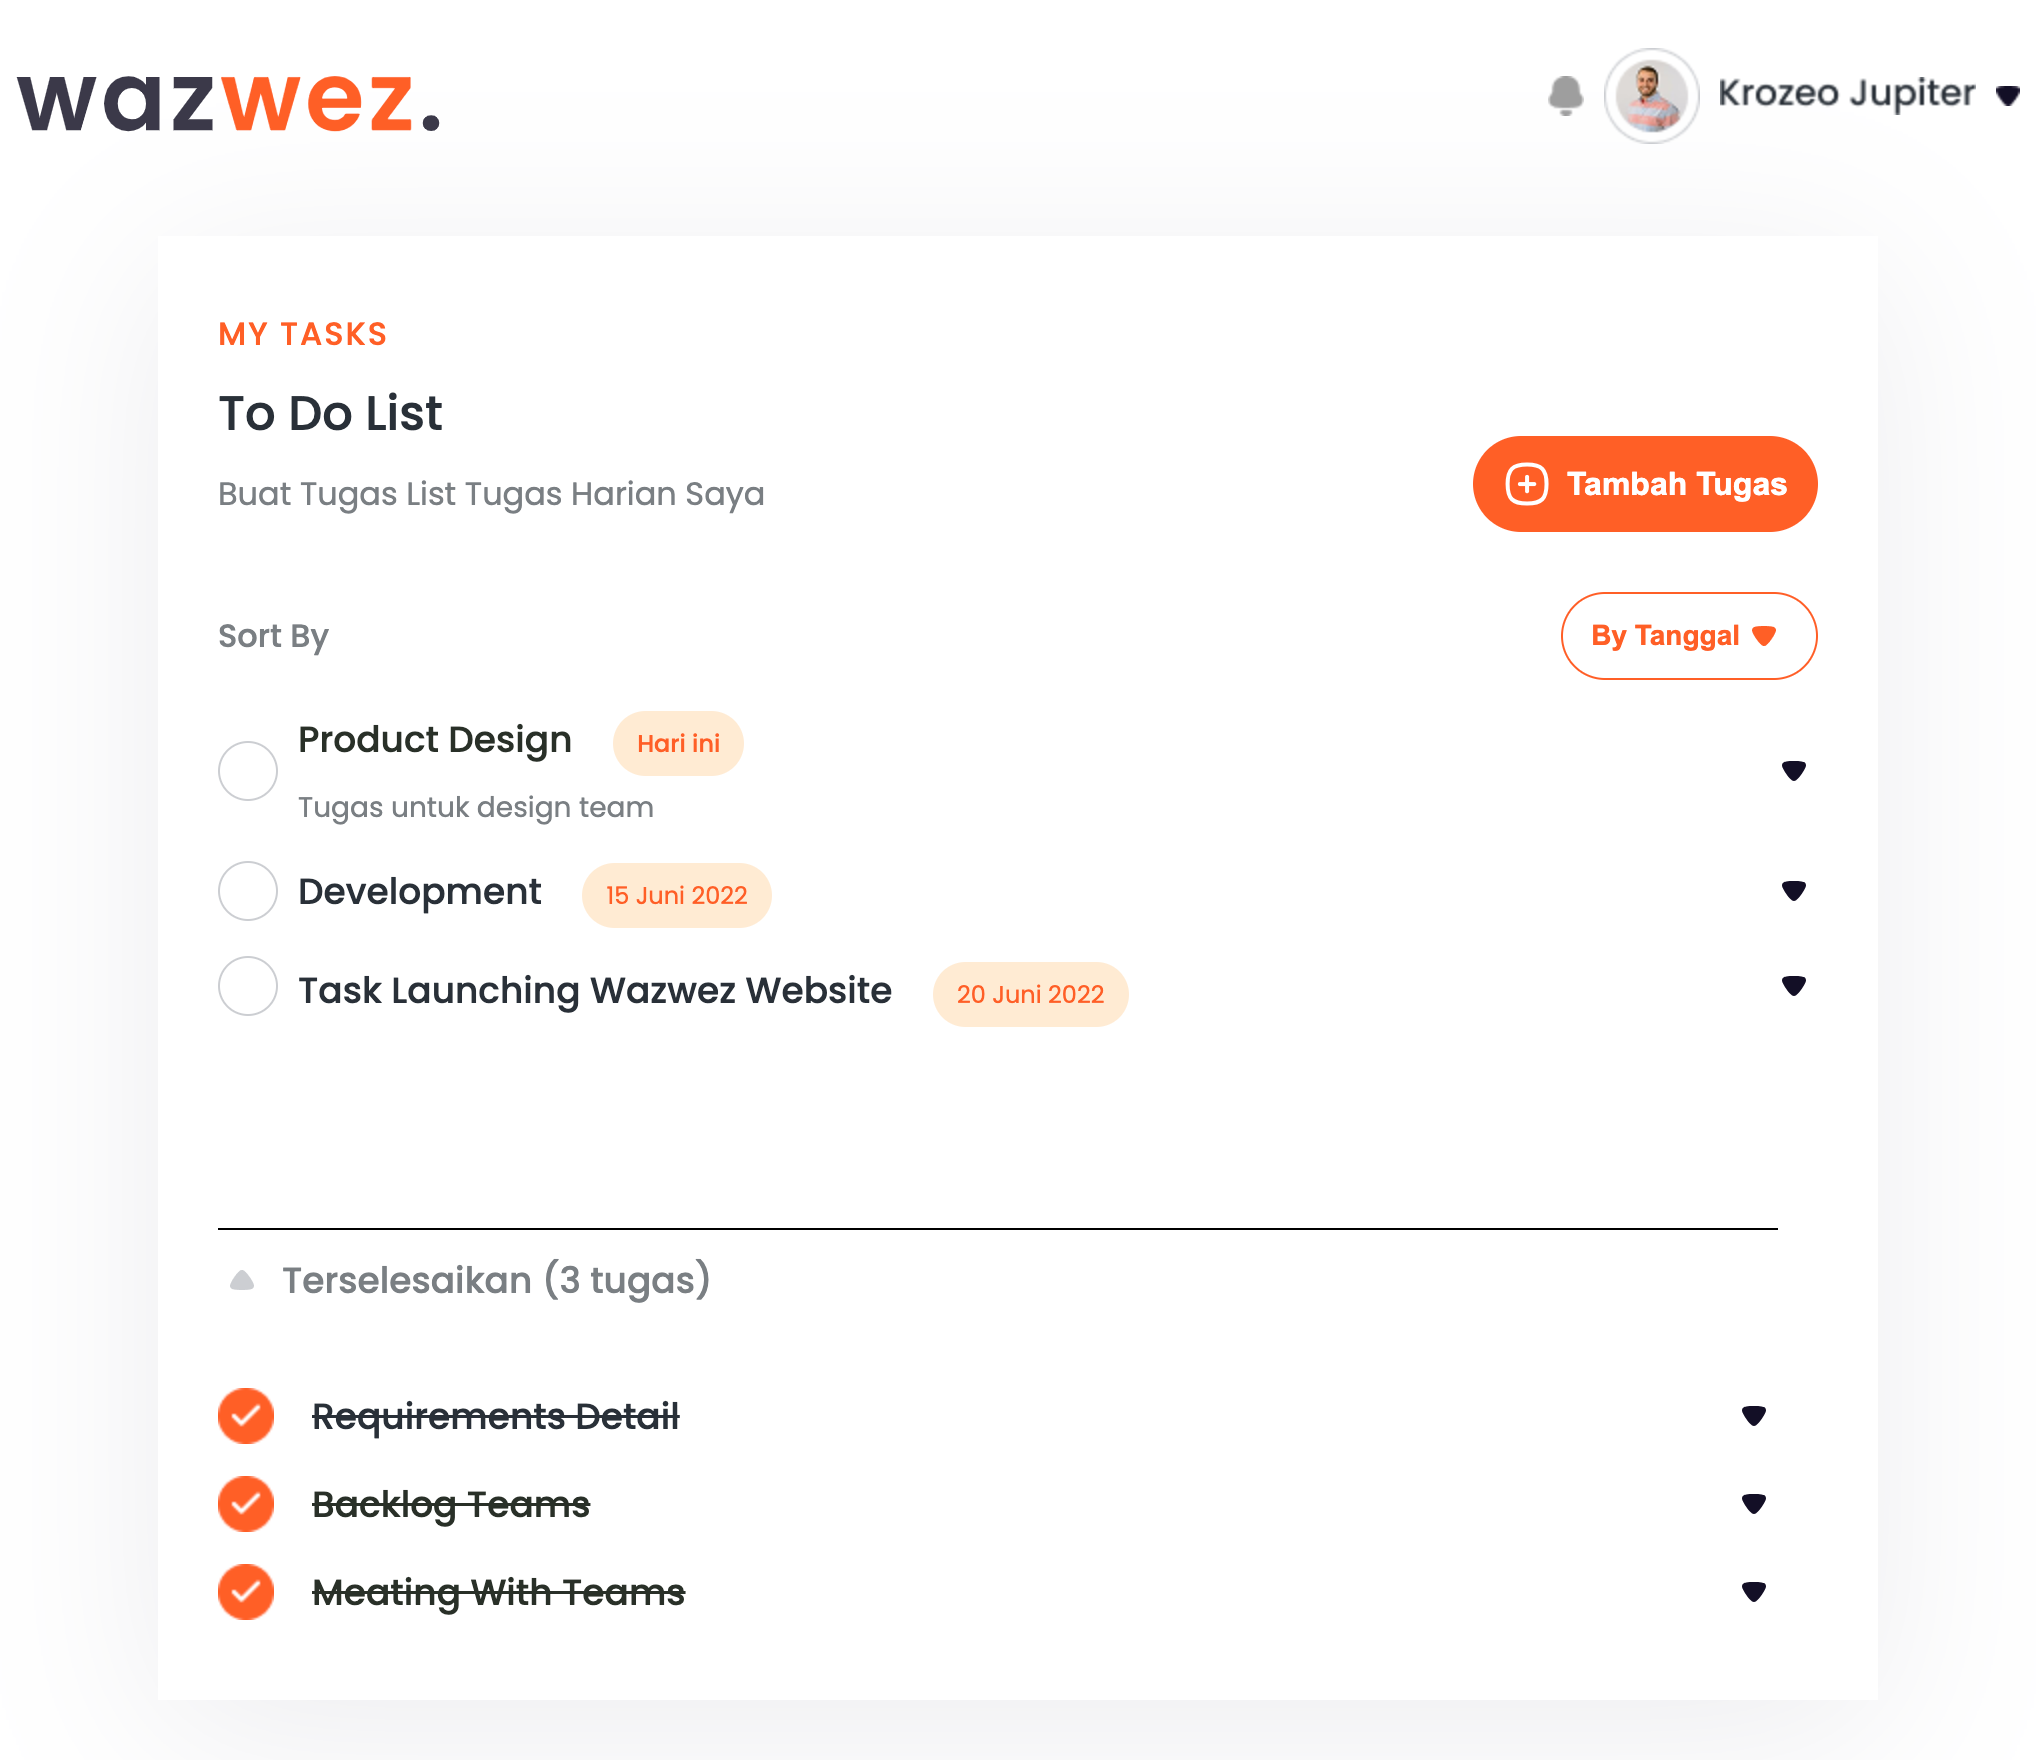 wazwez.
Krozeo Jupiter
MY TASKS
To Do List
Buat Tugas List Tugas Harian Saya
Tambah Tugas
Sort By
By Tanggal
Product Design
Hari ini
Tugas untuk design team
Development
15 Juni 2022
Task Launching Wazwez Website
20 Juni 2022
Terselesaikan (3 tugas)
Requirements Detail
Backlog Teams
Meating With Teams